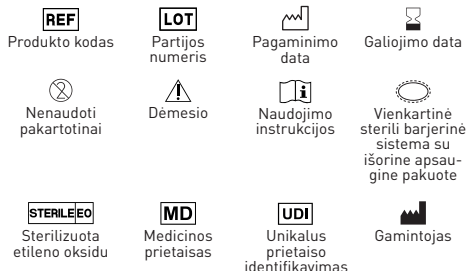 REF
LOT
Produkto kodas
Partijos
numeris
Pagaminimo
data
Galiojimo data
2
i
Nenaudoti
pakartotinai
Dėmesio
Naudojimo
instrukcijos
Vienkartinė
sterili barjerinė
sistema su
išorine apsau-
gine pakuote
STERILE EO
MD
UDI
Sterilizuota
etileno oksidu
Medicinos
prietaisas
Unikalus
prietaiso
identifikavimas
Gamintojas